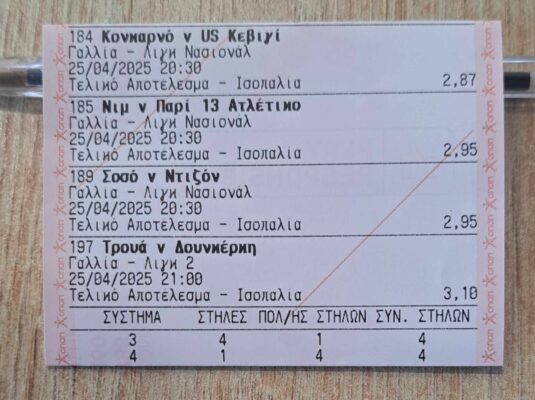 184 Κονκαρνό v US Κεβιγί
Γαλλία - Λιγκ Νασιονάλ
25/04/2025 20:30
Τελικό Αποτέλεσμα - Ισοπαλία 2,87
185 Νιμ v Παρί 13 Ατλέτικο
Γαλλία - Λιγκ Νασιονάλ
25/04/2025 20:30
Τελικό Αποτέλεσμα - Ισοπαλία 2,95
189 Σοσό v Ντιζόν
Γαλλία - Λιγκ Νασιονάλ
25/04/2025 20:30
Τελικό Αποτέλεσμα - Ισοπαλία 2,95
197 Τρουά v Δουνκέρκη
Γαλλία - Λιγκ 2
25/04/2025 21:00
Τελικό Αποτέλεσμα - Ισοπαλία 3,10
ΣΥΣΤΗΜΑ ΣΤΗΛΕΣ ΠΟΛ/ΗΣ ΣΤΗΛΩΝ ΣΥΝ. ΣΤΗΛΩΝ
3 4 1 4
4 1 4 4